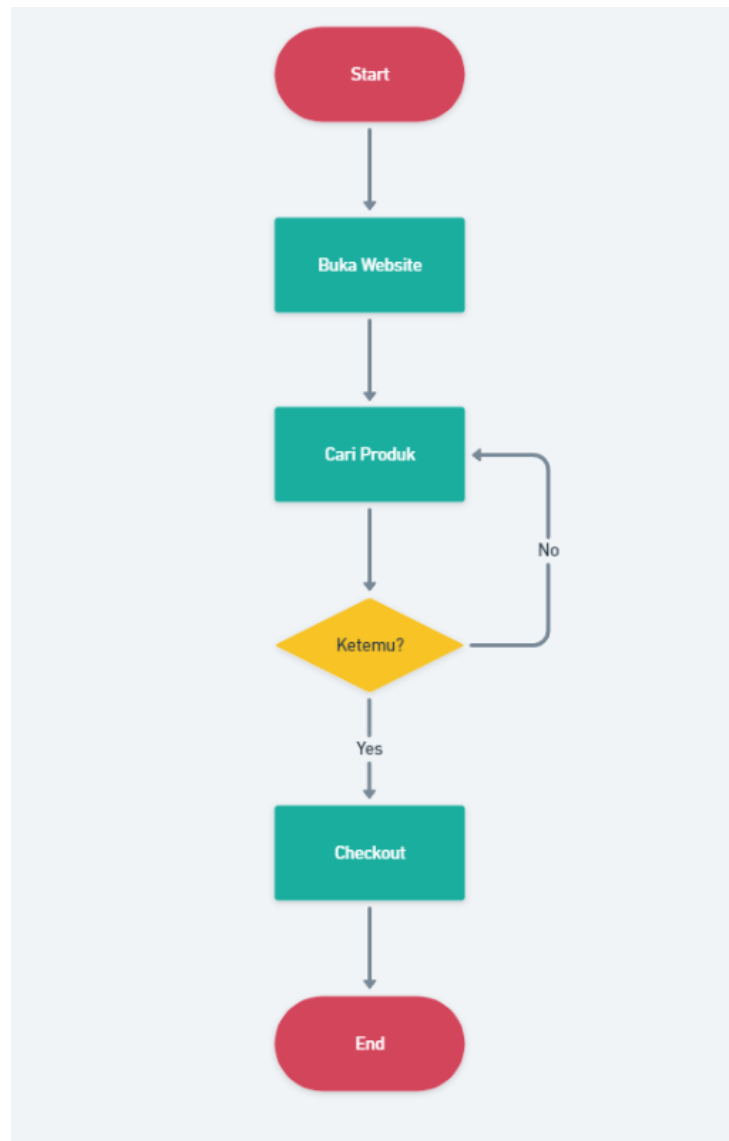 Start
Buka Website
Cari Produk
No
Ketemu?
Yes
Checkout
End